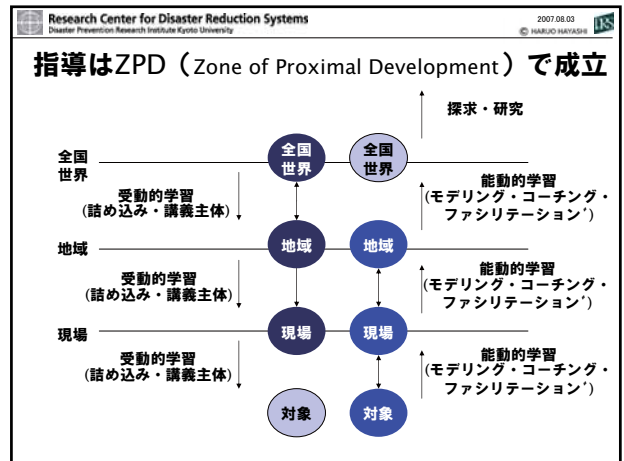 Research Center for Disaster Reduction Systems
Disaster Prevention Research Institute Kyoto University
2007.08.03
© HARUO HAYASHI
DRS
指導はZPD（Zone of Proximal Development）で成立
探求・研究
全国
世界
全国
世界
全国
世界
受動的学習
(詰め込み・講義主体)
能動的学習
(モデリング・コーチング・
ファシリテーション')
地域
地域
地域
受動的学習
(詰め込み・講義主体)
能動的学習
(モデリング・コーチング・
ファシリテーション')
現場
現場
現場
受動的学習
(詰め込み・講義主体)
能動的学習
(モデリング・コーチング・
ファシリテーション')
対象
対象